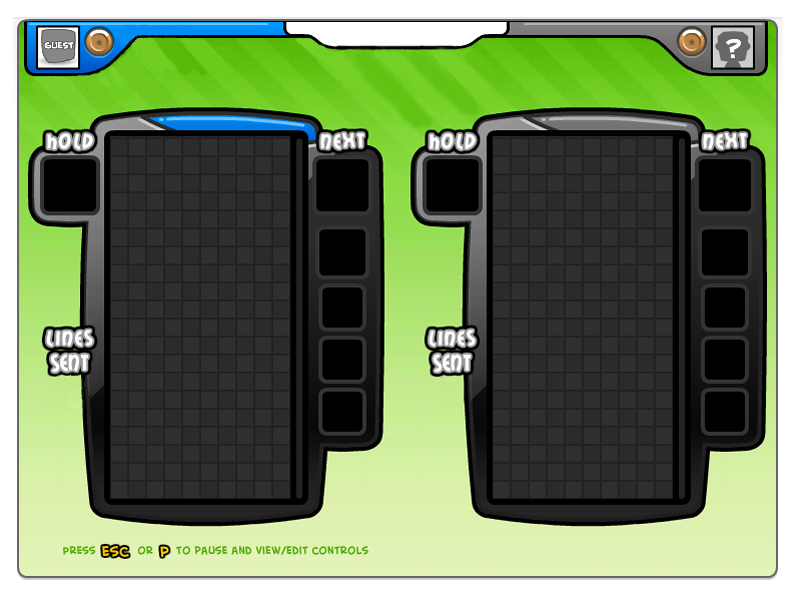 GUEST
?
HOLD
NEXT
HOLD
NEXT
LINES
SENT
LINES
SENT
PRESS ESC OR P TO PAUSE AND VIEW/EDIT CONTROLS